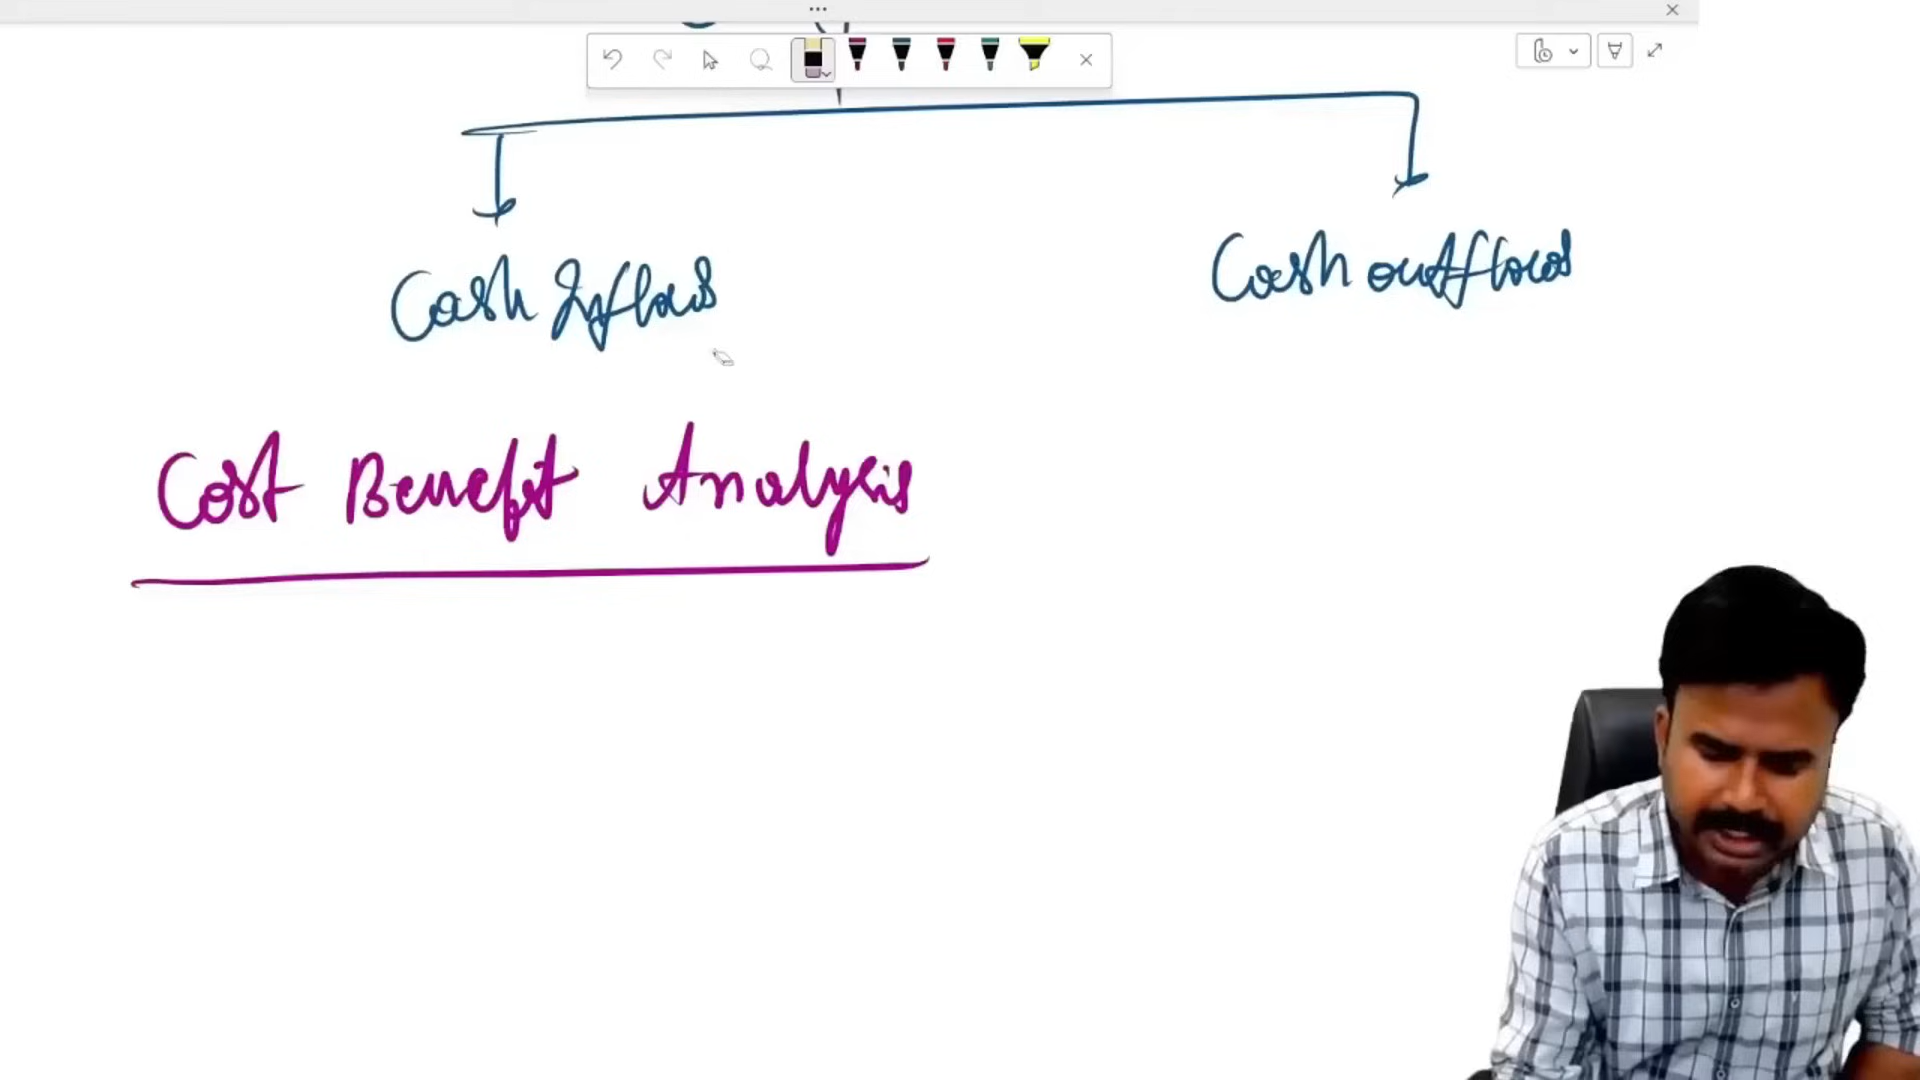 Cash Inflows
Cash outflows
Cost Benefit Analysis